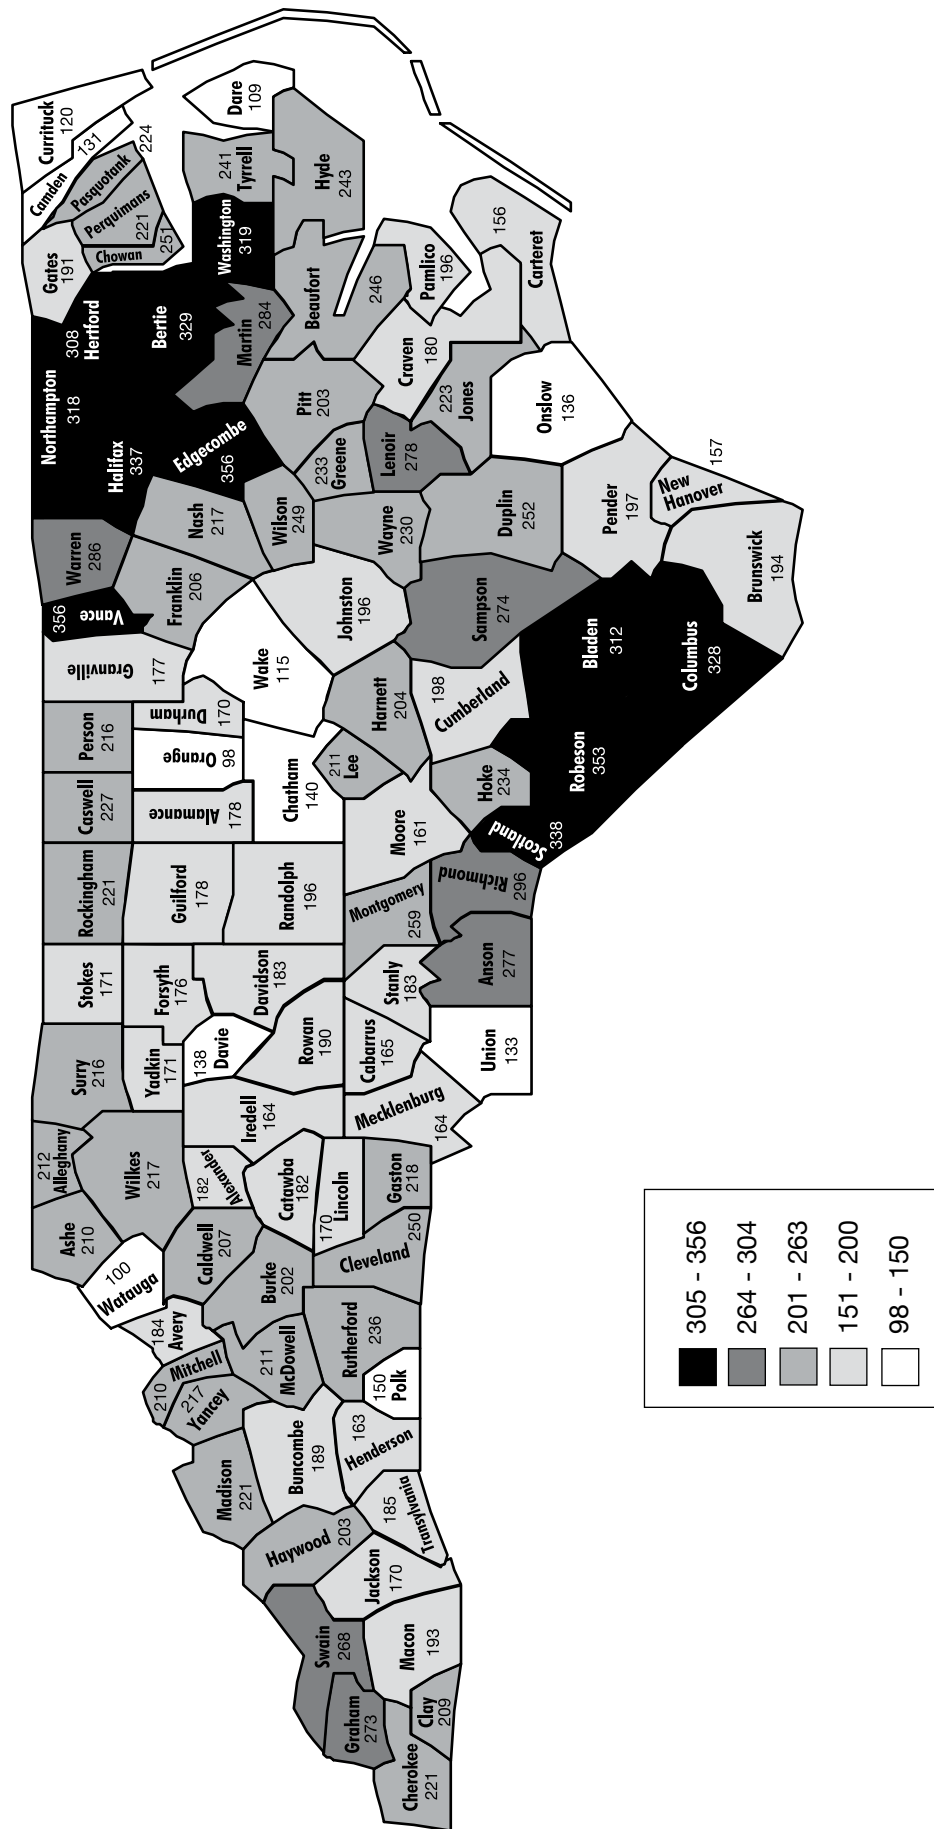 Cherokee
221
Graham
273
Clay
209
Swain
268
Macon
193
Jackson
170
Haywood
203
Transylvania
185
Madison
221
Buncombe
189
Henderson
163
Yancey
217
Mitchell
210
Avery
184
McDowell
211
Polk
150
Rutherford
236
Watauga
100
Ashe
210
Alleghany
212
Wilkes
217
Caldwell
207
Burke
202
Cleveland
250
Alexander
182
Catawba
182
Lincoln
170
Gaston
218
Surry
216
Yadkin
171
Iredell
164
Davie
138
Rowan
190
Mecklenburg
164
Cabarrus
165
Union
133
Stokes
171
Forsyth
176
Davidson
183
Stanly
183
Anson
277
Rockingham
221
Guilford
178
Randolph
196
Montgomery
259
Richmond
296
Caswell
227
Alamance
178
Chatham
140
Moore
161
Scotland
338
Person
216
Orange
98
Durham
170
Lee
211
Hoke
234
Robeson
353
Granville
177
Wake
115
Harnett
204
Cumberland
198
Vance
356
Warren
286
Franklin
206
Johnston
196
Sampson
274
Bladen
312
Columbus
328
Brunswick
194
Northampton
318
Halifax
337
Nash
217
Edgecombe
356
Wilson
249
Wayne
230
Greene
233
Lenoir
278
Duplin
252
Pender
197
New
Hanover
157
Hertford
308
Bertie
329
Martin
284
Pitt
203
Craven
180
Jones
223
Onslow
136
Gates
191
Chowan
251
Perquimans
221
Pasquotank
224
Camden
131
Currituck
120
Washington
319
Tyrrell
241
Dare
109
Hyde
243
Beaufort
246
Pamlico
196
Carteret
156
305 - 356
264 - 304
201 - 263
151 - 200
98 - 150